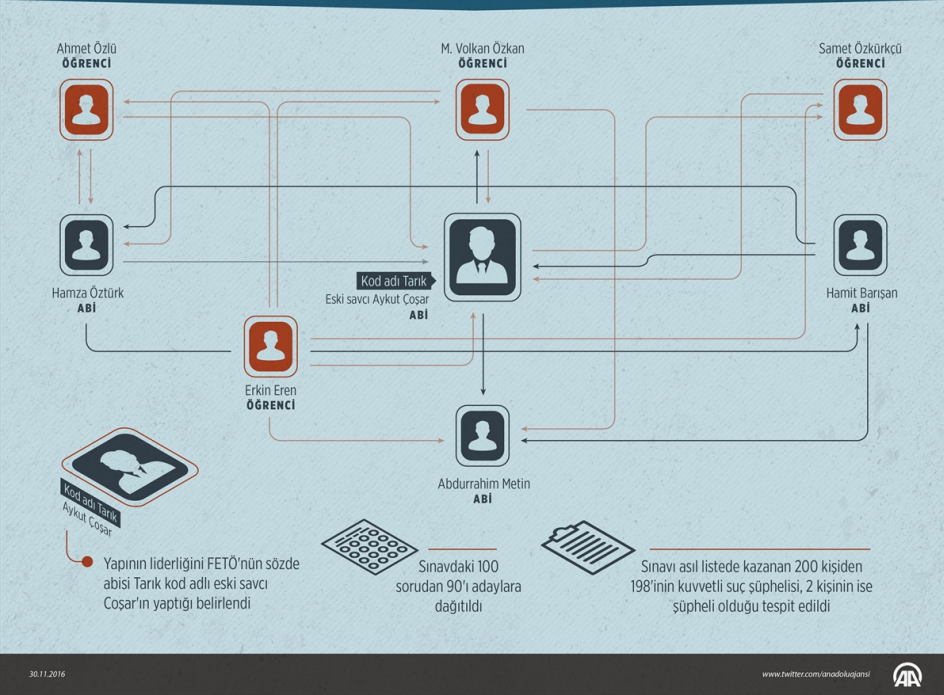 Ahmet Özlü
ÖĞRENCİ
M. Volkan Özkan
ÖĞRENCİ
Samet Özkürkçü
ÖĞRENCİ
Hamza Öztürk
ABİ
Kod adı Tarık
Eski savcı Aykut Çoşar
ABİ
Hamit Barışan
ABİ
Erkin Eren
ÖĞRENCİ
Abdurrahim Metin
ABİ
Kod adı Tarık
Aykut Çoşar
Yapının liderliğini FETÖ'nün sözde
abisi Tarık kod adlı eski savcı
Çoşar'ın yaptığı belirlendi
Sınavdaki 100
sorudan 90'ı adaylara
dağıtıldı
Sınavı asıl listede kazanan 200 kişiden
198'inin kuvvetli suç şüphelisi, 2 kişinin ise
şüpheli olduğu tespit edildi
30.11.2016
www.twitter.com/anadoluajansi
AA